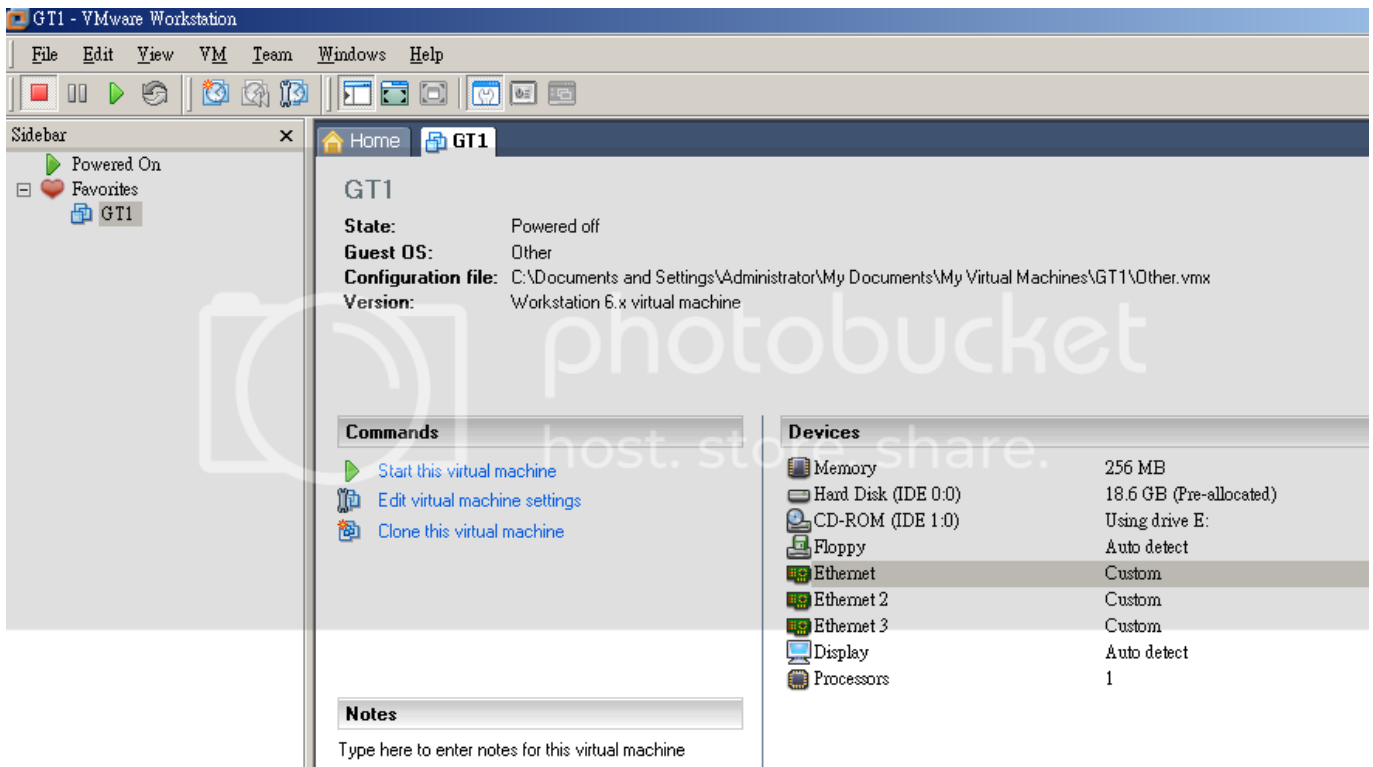 GT1 - VMware Workstation
File Edit View VM Team Windows Help
Sidebar
Home GT1
Powered On
Favorites
GT1
GT1
State: Powered off
Guest OS: Other
Configuration file: C:\Documents and Settings\Administrator\My Documents\My Virtual Machines\GT1\Other.vmx
Version: Workstation 6.x virtual machine
photobucket
host. store. share.
Commands
Start this virtual machine
Edit virtual machine settings
Clone this virtual machine
Devices
Memory 256 MB
Hard Disk (IDE 0:0) 18.6 GB (Pre-allocated)
CD-ROM (IDE 1:0) Using drive E:
Floppy Auto detect
Ethernet Custom
Ethernet 2 Custom
Ethernet 3 Custom
Display Auto detect
Processors 1
Notes
Type here to enter notes for this virtual machine